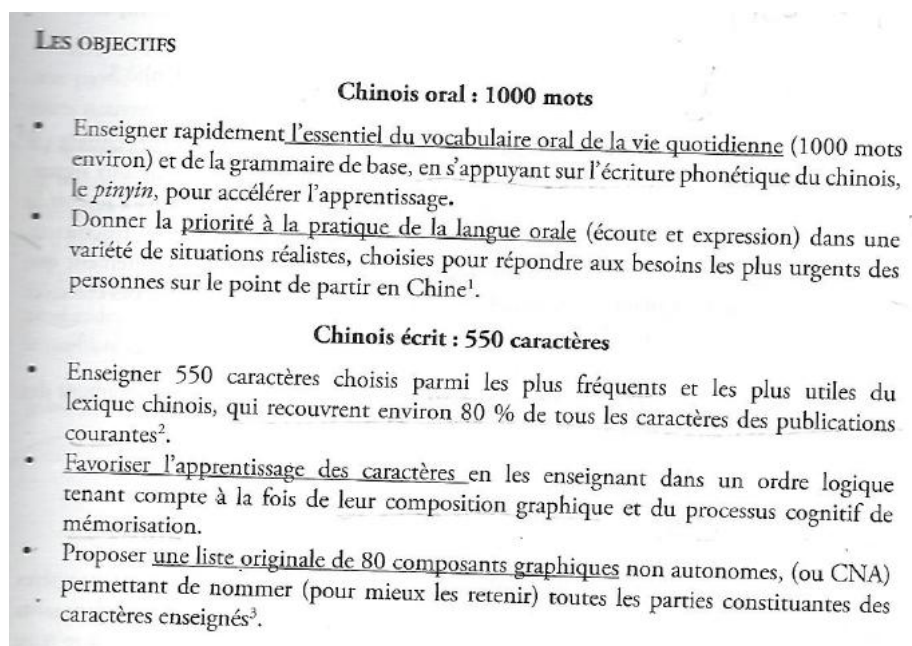 LES OBJECTIFS
Chinois oral : 1000 mots
• Enseigner rapidement l'essentiel du vocabulaire oral de la vie quotidienne (1000 mots
environ) et de la grammaire de base, en s'appuyant sur l'écriture phonétique du chinois,
le pinyin, pour accélérer l'apprentissage.
• Donner la priorité à la pratique de la langue orale (écoute et expression) dans une
variété de situations réalistes, choisies pour répondre aux besoins les plus urgents des
personnes sur le point de partir en Chine¹.
Chinois écrit : 550 caractères
• Enseigner 550 caractères choisis parmi les plus fréquents et les plus utiles du
lexique chinois, qui recouvrent environ 80 % de tous les caractères des publications
courantes².
• Favoriser l'apprentissage des caractères en les enseignant dans un ordre logique
tenant compte à la fois de leur composition graphique et du processus cognitif de
mémorisation.
• Proposer une liste originale de 80 composants graphiques non autonomes, (ou CNA)
permettant de nommer (pour mieux les retenir) toutes les parties constituantes des
caractères enseignés³.